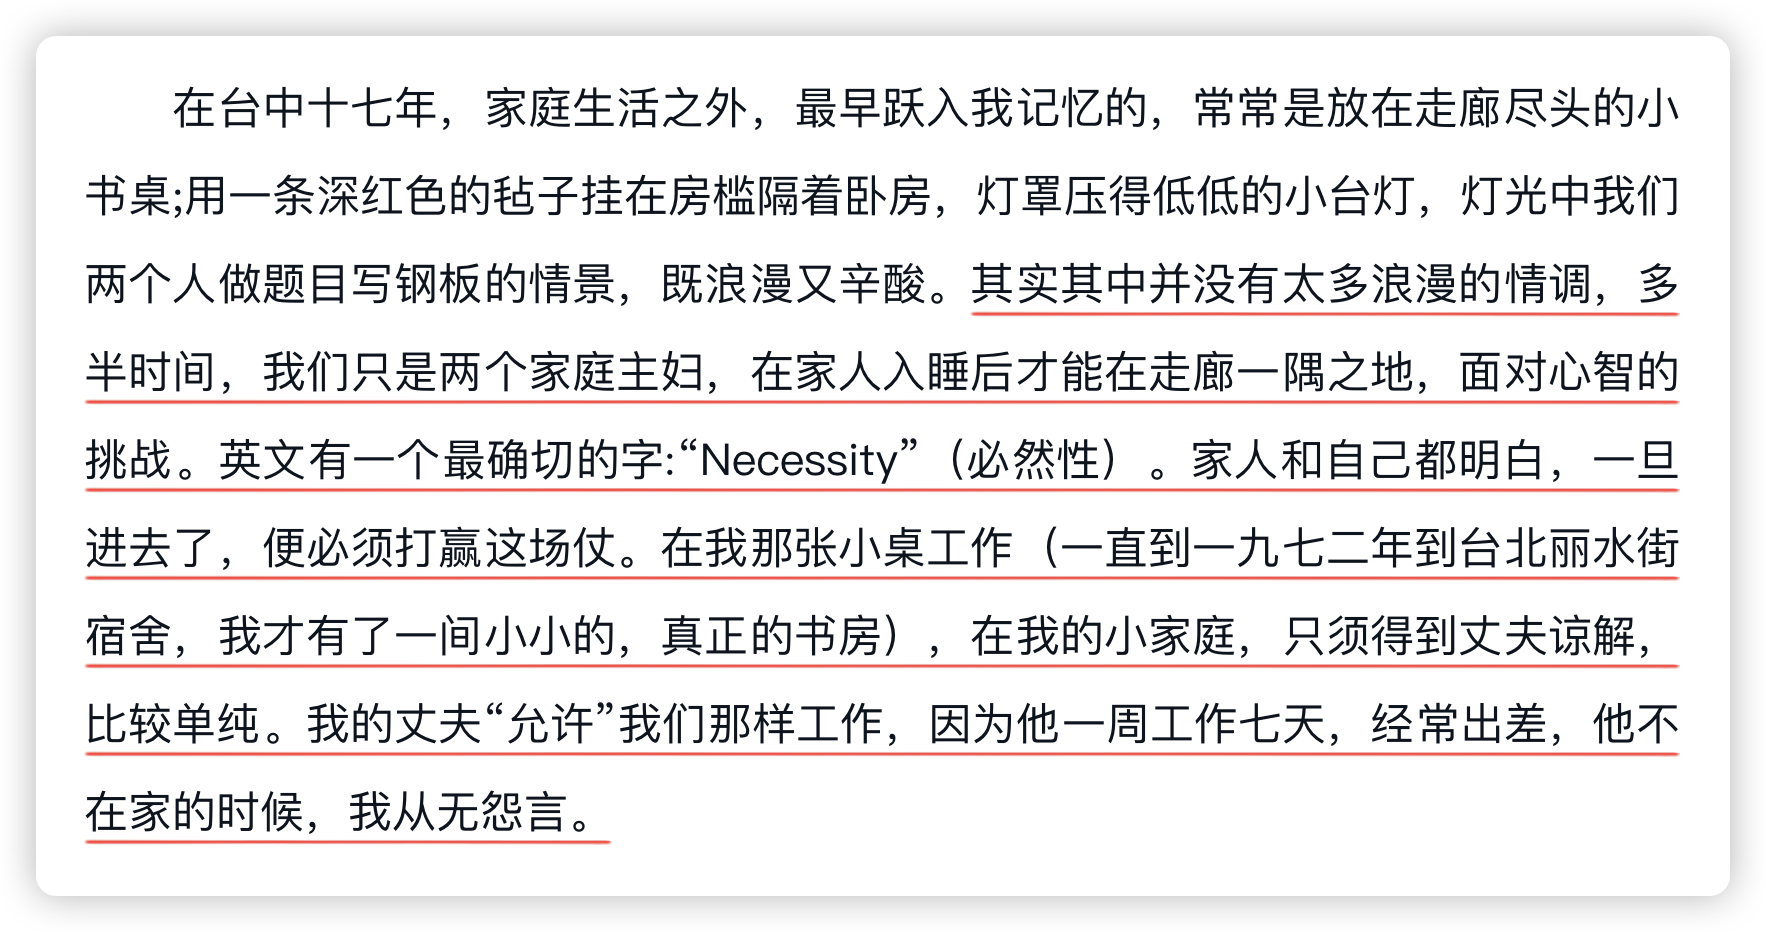 在台中十七年，家庭生活之外，最早跃入我记忆的，常常是放在走廊尽头的小
书桌;用一条深红色的毡子挂在房槛隔着卧房，灯罩压得低低的小台灯，灯光中我们
两个人做题目写钢板的情景，既浪漫又辛酸。其实其中并没有太多浪漫的情调，多
半时间，我们只是两个家庭主妇，在家人入睡后才能在走廊一隅之地，面对心智的
挑战。英文有一个最确切的字:“Necessity”（必然性）。家人和自己都明白，一旦
进去了，便必须打赢这场仗。在我那张小桌工作（一直到一九七二年到台北丽水街
宿舍，我才有了一间小小的，真正的书房），在我的小家庭，只须得到丈夫谅解，
比较单纯。我的丈夫“允许”我们那样工作，因为他一周工作七天，经常出差，他不
在家的时候，我从无怨言。